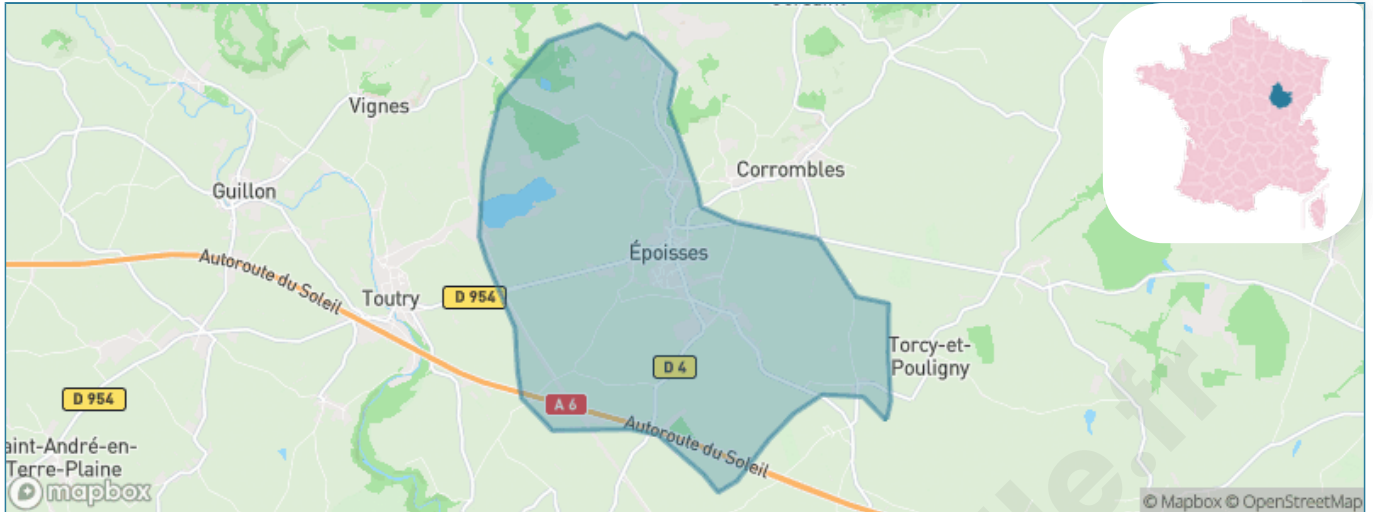 Vignes
Corrombles
Guillon
Époisses
Autoroute du Soleil
Toutry
D 954
Torcy-et-
Pouligny
D 4
D 954
A 6
Autoroute du Soleil
aint-André-en-
Terre-Plaine
mapbox
© Mapbox © OpenStreetMap